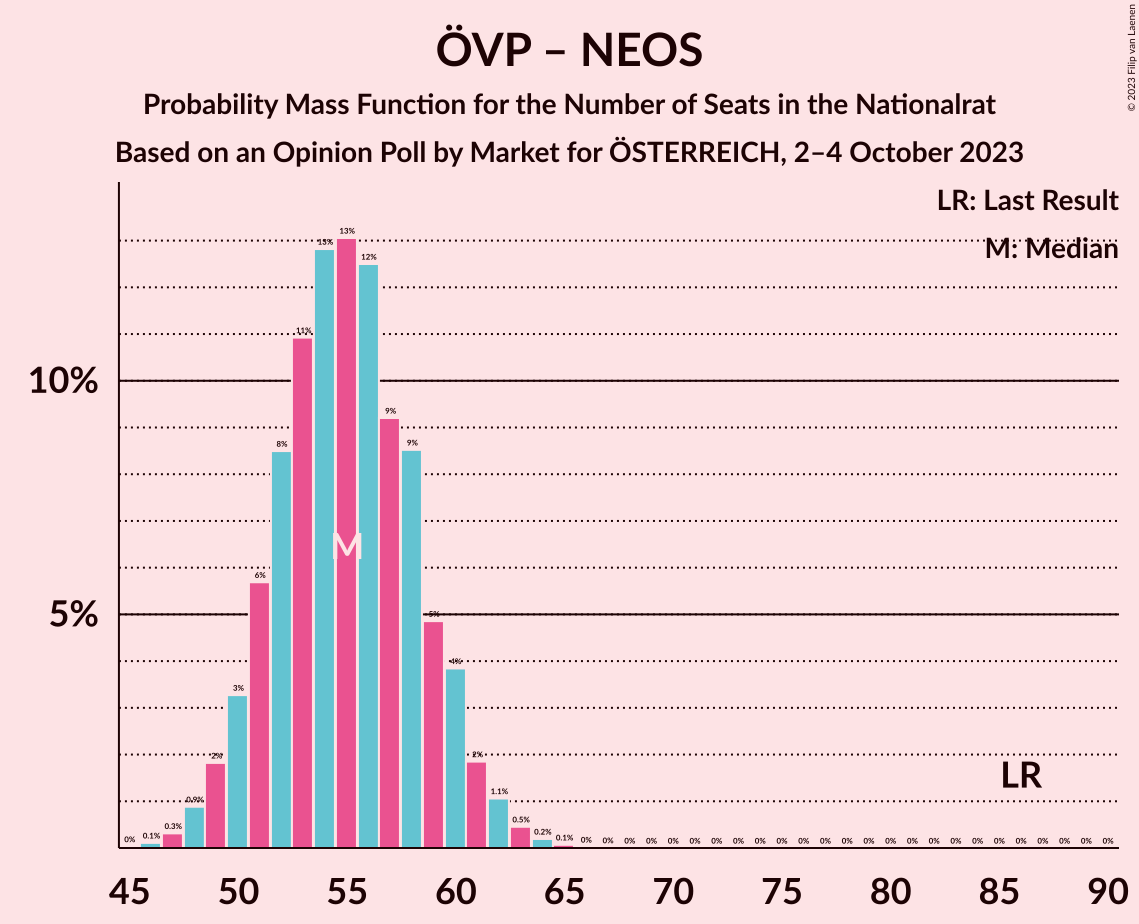 ÖVP – NEOS
Probability Mass Function for the Number of Seats in the Nationalrat
Based on an Opinion Poll by Market for ÖSTERREICH, 2–4 October 2023
© 2023 Filip van Laenen
LR: Last Result
M: Median
10%
5%
0% 0.1% 0.3% 0.9% 2% 3% 6% 8% 11% 13% 13% 12% 9% 9% 5% 4% 2% 1.1% 0.5% 0.2% 0.1% 0% 0% 0% 0% 0% 0% 0% 0% 0% 0% 0% 0% 0% 0% 0% 0% 0% 0% 0% 0% 0% 0% 0% 0% 0%
M
LR
45 50 55 60 65 70 75 80 85 90